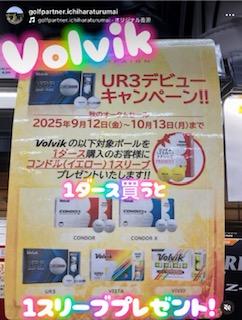 golfpartner.ichiharaturumai
golfpartner.ichiharaturumai・オリジナル音源
Volvik
Volvik
UR3デビュー
キャンペーン!!
2025年9月12日(金)~10月13日(月)まで
Volvikの以下対象ボールを
1ダース購入のお客様に
コンドル(イエロー)1スリーブ
プレゼントいたします!
1ダース買うと
CONDOR
CONDOR X
UR3
VISTA
VIVID
1スリーブプレゼント!